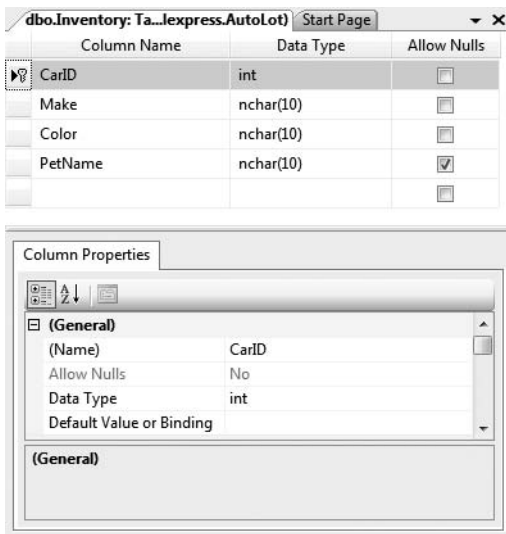 dbo.Inventory: Ta...lexpress.AutoLot) Start Page
Column Name Data Type Allow Nulls
CarID int
Make nchar(10)
Color nchar(10)
PetName nchar(10)
Column Properties
(General)
(Name) CarID
Allow Nulls No
Data Type int
Default Value or Binding
(General)